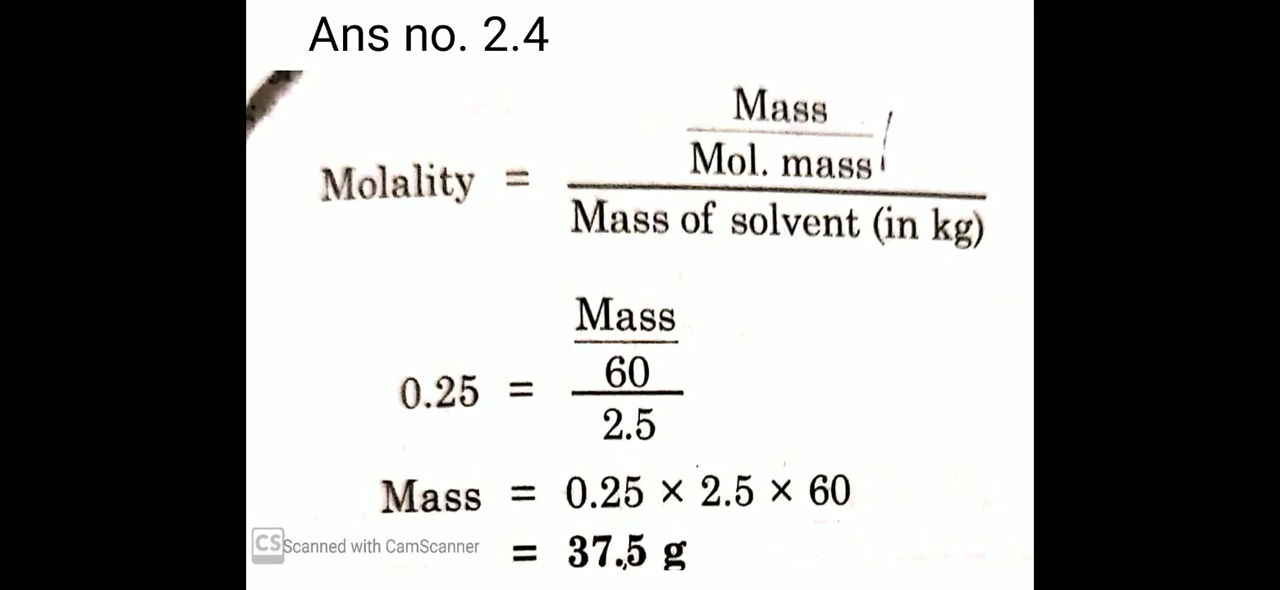 Ans no. 2.4
Mass
Mol. mass
Molality =
Mass of solvent (in kg)
Mass
60
0.25 =
2.5
Mass = 0.25 × 2.5 × 60
= 37.5 g
CS Scanned with CamScanner